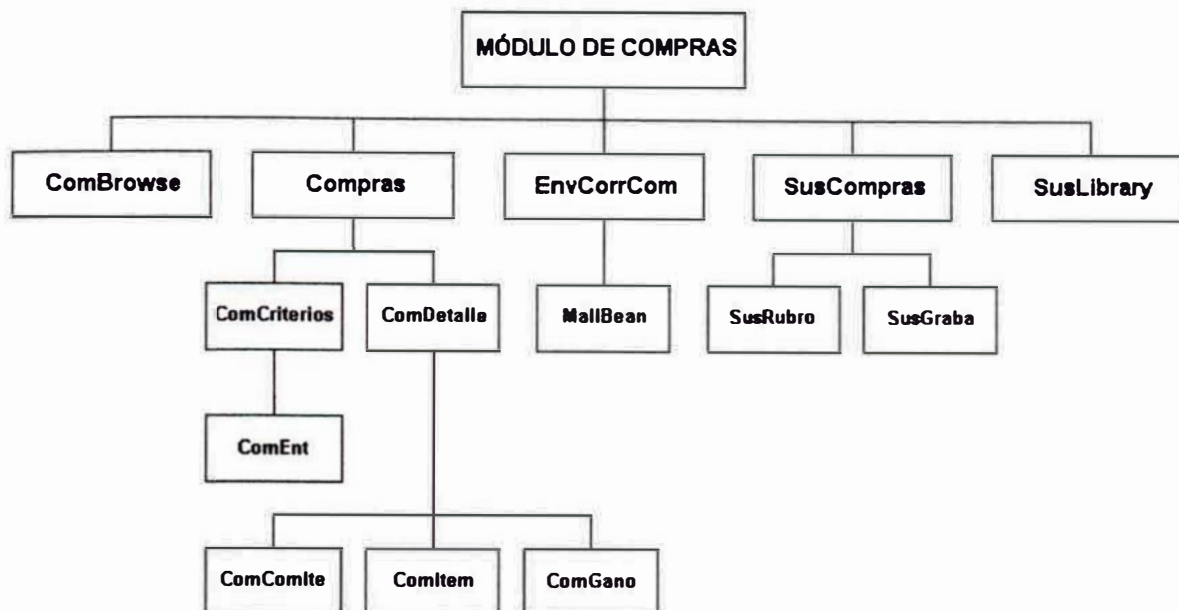 MÓDULO DE COMPRAS
ComBrowse
Compras
EnvCorrCom
SusCompras
SusLibrary
ComCriterios
ComDetalle
MailBean
SusRubro
SusGraba
ComEnt
ComComite
ComItem
ComGano